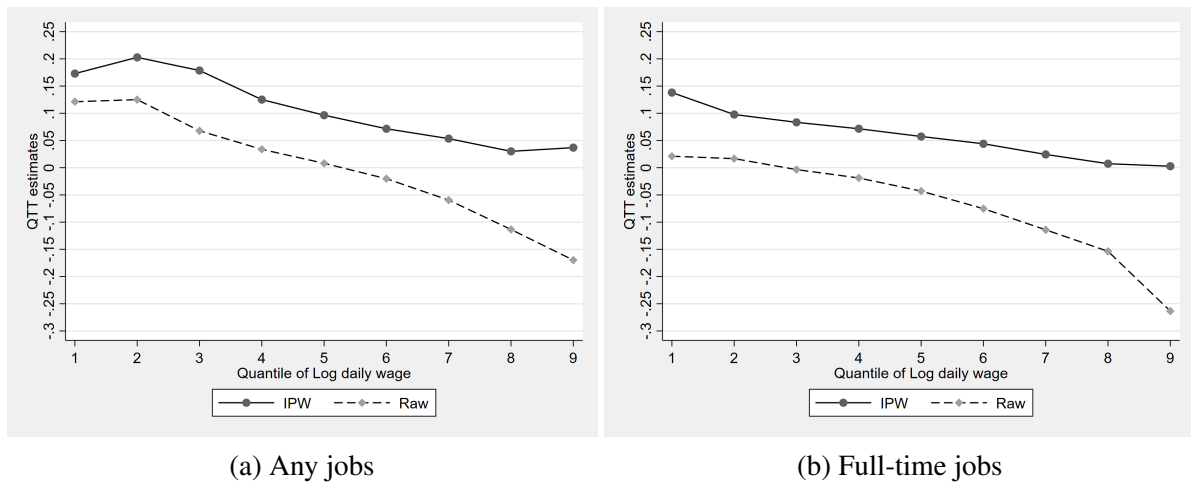 QTT estimates
.25
.2
.15
.1
.05
0
-.05
-.1
-.15
-.2
-.25
-.3
1 2 3 4 5 6 7 8 9
Quantile of Log daily wage
IPW Raw
(a) Any jobs
QTT estimates
.25
.2
.15
.1
.05
0
-.05
-.1
-.15
-.2
-.25
-.3
1 2 3 4 5 6 7 8 9
Quantile of Log daily wage
IPW Raw
(b) Full-time jobs